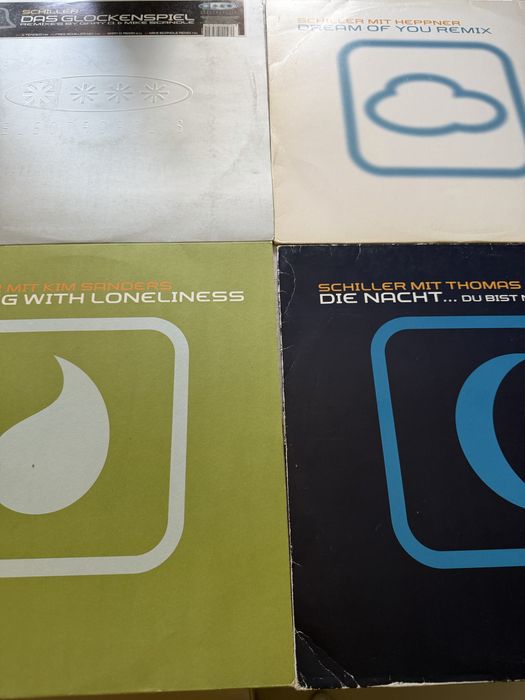 SCHILLER
DAS GLOCKENSPIEL
REMIXES BY GARY D. & MIKE SCANDLE
SCHILLER MIT HEPPNER
DREAM OF YOU REMIX
MIT KIM SANDERS
G WITH LONELINESS
SCHILLER MIT THOMAS
DIE NACHT... DU BIST